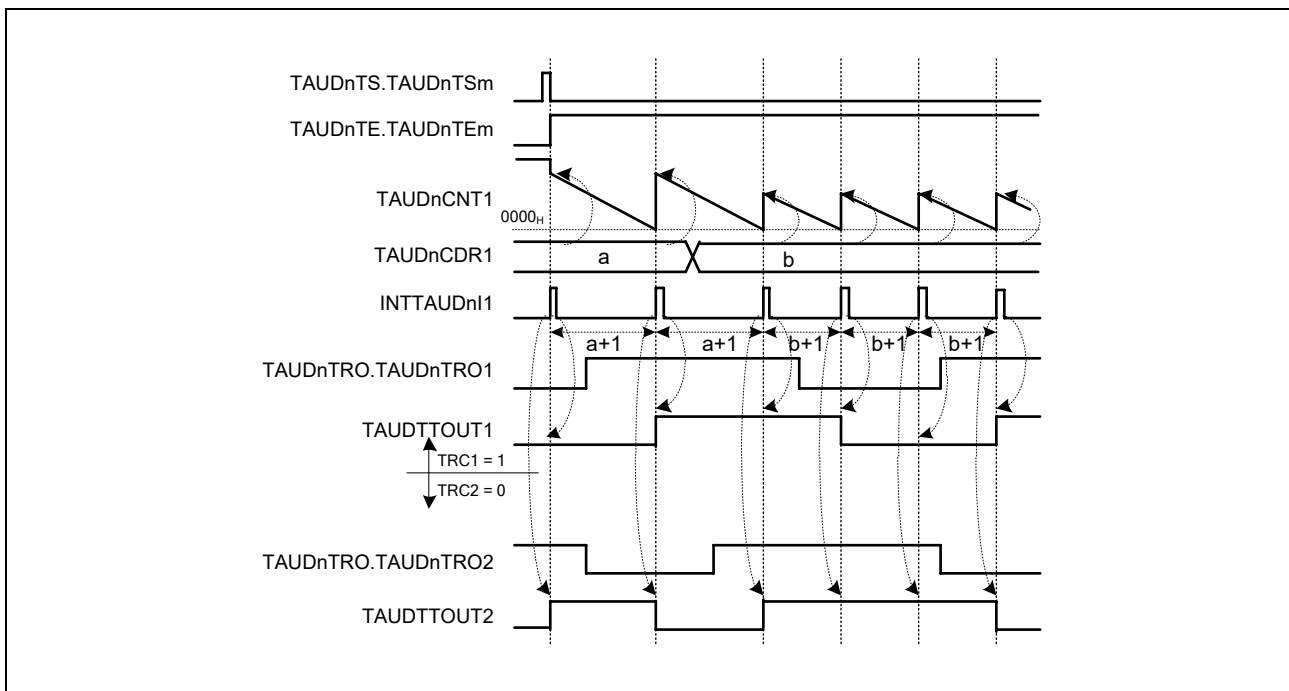 TAUDnTS.TAUDnTSm
TAUDnTE.TAUDnTEm
TAUDnCNT1
0000H
TAUDnCDR1
a
b
INTTAUDnI1
a+1
a+1
b+1
b+1
b+1
TAUDnTRO.TAUDnTRO1
TAUDTTOUT1
TRC1 = 1
TRC2 = 0
TAUDnTRO.TAUDnTRO2
TAUDTTOUT2